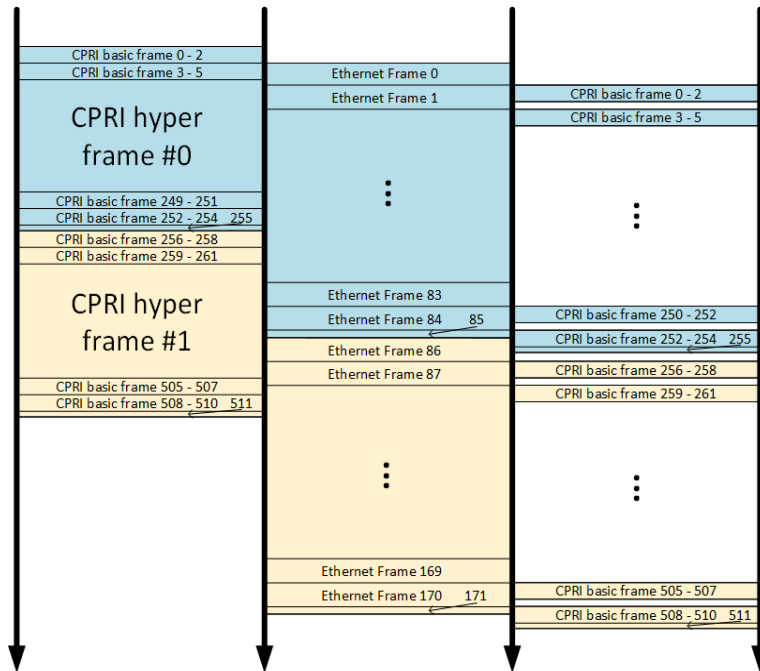 CPRI basic frame 0 - 2
CPRI basic frame 3 - 5
CPRI hyper
frame #0
CPRI basic frame 249 - 251
CPRI basic frame 252 - 254 255
CPRI basic frame 256 - 258
CPRI basic frame 259 - 261
CPRI hyper
frame #1
CPRI basic frame 505 - 507
CPRI basic frame 508 - 510 511
Ethernet Frame 0
Ethernet Frame 1
Ethernet Frame 83
Ethernet Frame 84 85
Ethernet Frame 86
Ethernet Frame 87
Ethernet Frame 169
Ethernet Frame 170 171
CPRI basic frame 0 - 2
CPRI basic frame 3 - 5
CPRI basic frame 250 - 252
CPRI basic frame 252 - 254 255
CPRI basic frame 256 - 258
CPRI basic frame 259 - 261
CPRI basic frame 505 - 507
CPRI basic frame 508 - 510 511